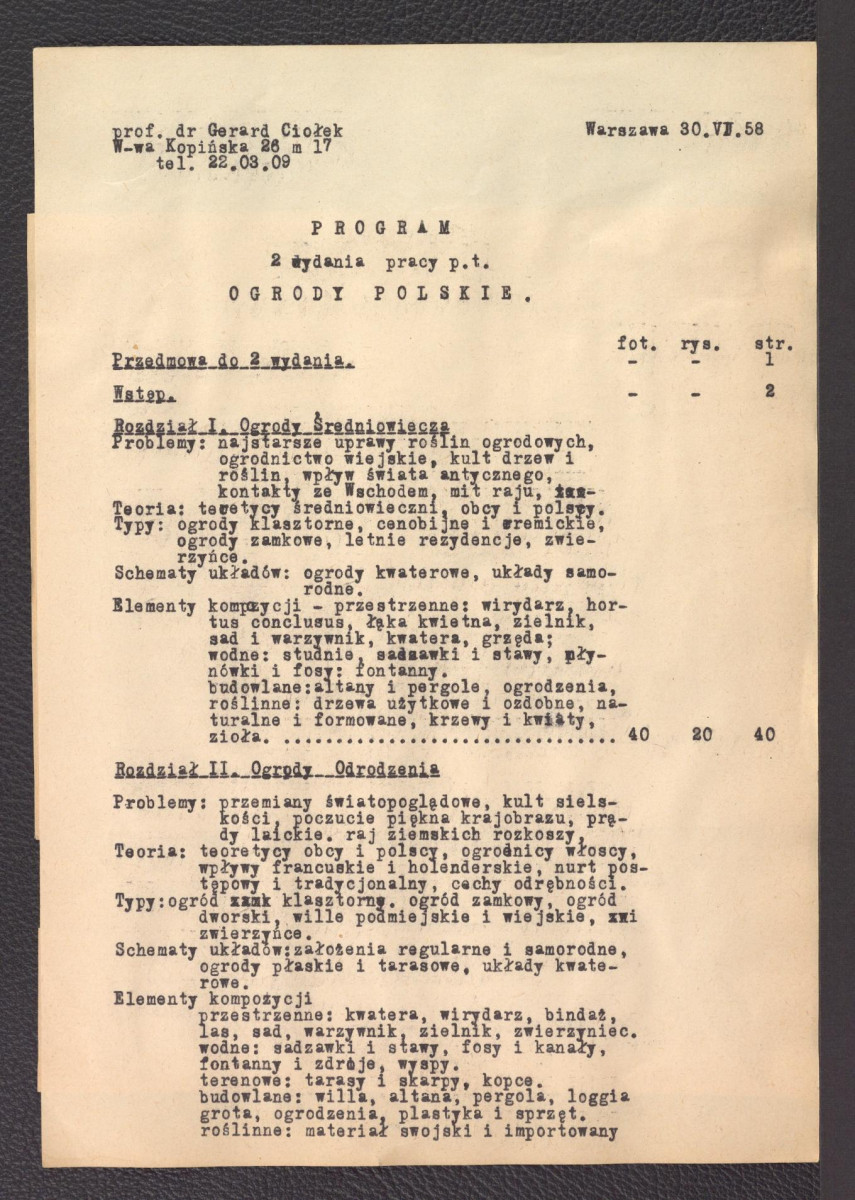 prof. dr Gerard Ciołek Warszawa 30.VII.58
W-wa Kopińska 26 m 17
tel. 22.03.09
PROGRAM
2 wydania pracy p.t.
OGRODY POLSKIE.
fot. rys. str.
Przedmowa do 2 wydania. - - 1
Wstęp. - - 2
Rozdział I. Ogrody Średniowiecza
Problemy: najstarsze uprawy roślin ogrodowych,
ogrodnictwo wiejskie, kult drzew i
roślin, wpływ świata antycznego,
kontakty ze Wschodem, mit raju,
Teoria: teoretycy średniowieczni, obcy i polscy.
Typy: ogrody klasztorne, cenobijne i eremickie,
ogrody zamkowe, letnie rezydencje, zwie-
rzyńce.
Schematy układów: ogrody kwaterowe, układy samo-
rodne.
Elementy kompozycji - przestrzenne: wirydarz, hor-
tus conclusus, łąka kwietna, zielnik,
sad i warzywnik, kwatera, grzęda;
wodne: studnie, sadzawki i stawy, pły-
nówki i fosy: fontanny.
budowlane:altany i pergole, ogrodzenia,
roślinne: drzewa użytkowe i ozdobne, na-
turalne i formowane, krzewy i kwiaty,
zioła. ................................ 40 20 40
Rozdział II. Ogrody Odrodzenia
Problemy: przemiany światopoglądowe, kult siels-
kości, poczucie piękna krajobrazu, prą-
dy laickie. raj ziemskich rozkoszy,
Teoria: teoretycy obcy i polscy, ogrodnicy włoscy,
wpływy francuskie i holenderskie, nurt pos-
tępowy i tradycjonalny, cechy odrębności.
Typy:ogród klasztorny. ogród zamkowy, ogród
dworski, wille podmiejskie i wiejskie, i
zwierzyńce.
Schematy układów:założenia regularne i samorodne,
ogrody płaskie i tarasowe, układy kwate-
rowe.
Elementy kompozycji
przestrzenne: kwatera, wirydarz, bindaż,
las, sad, warzywnik, zielnik, zwierzyniec.
wodne: sadzawki i stawy, fosy i kanały,
fontanny i zdroje, wyspy.
terenowe: tarasy i skarpy, kopce.
budowlane: willa, altana, pergola, loggia
grota, ogrodzenia, plastyka i sprzęt.
roślinne: materiał swojski i importowany